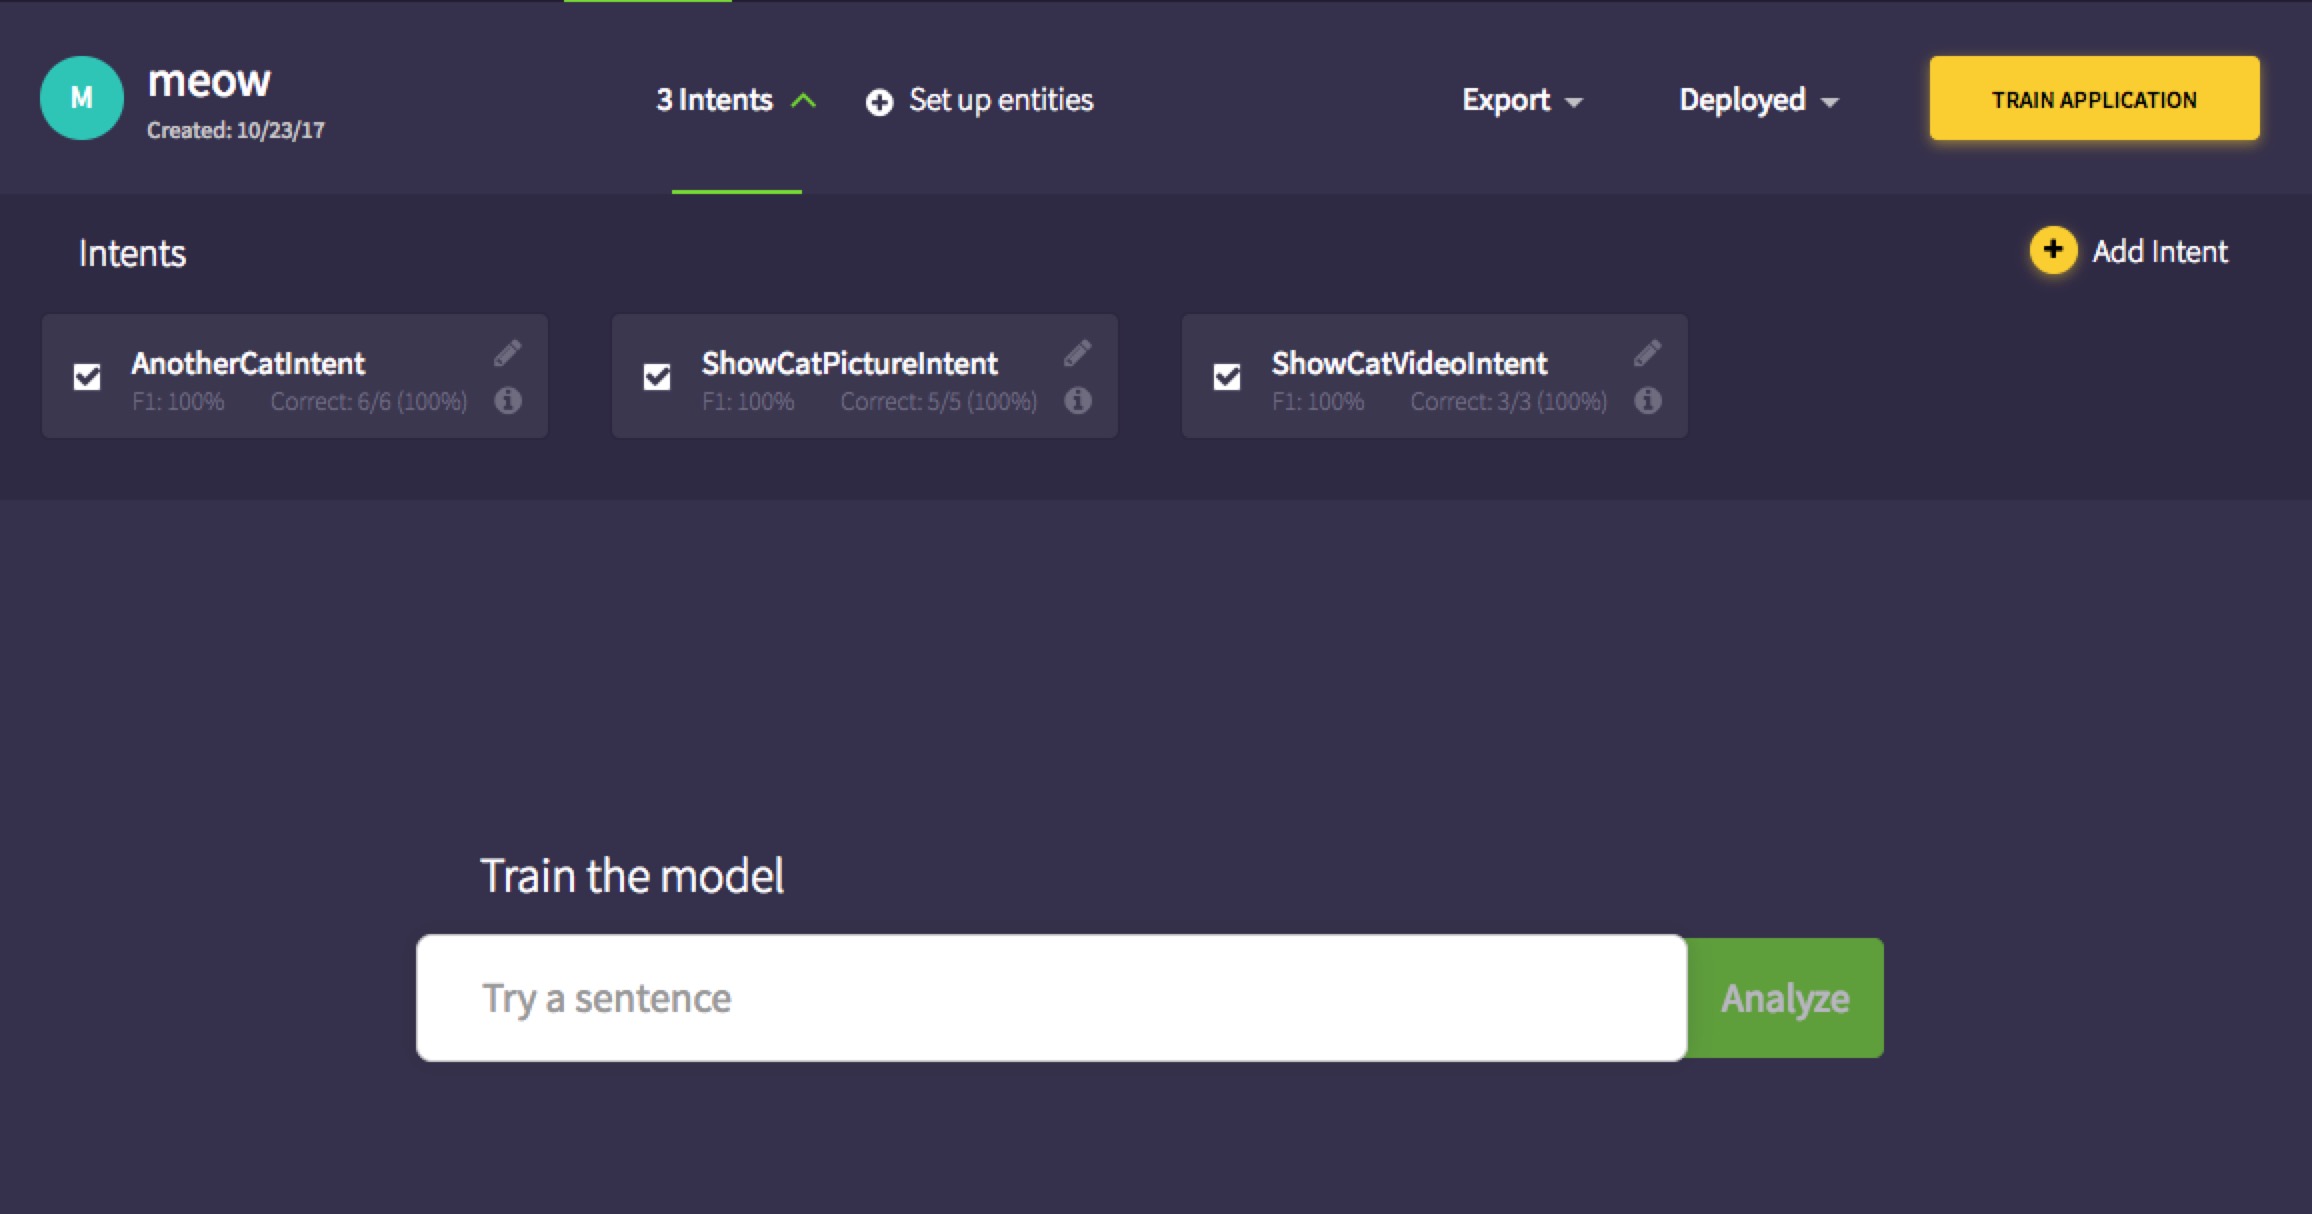 M
meow
Created: 10/23/17
3 Intents
Set up entities
Export
Deployed
TRAIN APPLICATION
Intents
Add Intent
AnotherCatIntent
F1: 100% Correct: 6/6 (100%)
ShowCatPictureIntent
F1: 100% Correct: 5/5 (100%)
ShowCatVideoIntent
F1: 100% Correct: 3/3 (100%)
Train the model
Try a sentence
Analyze